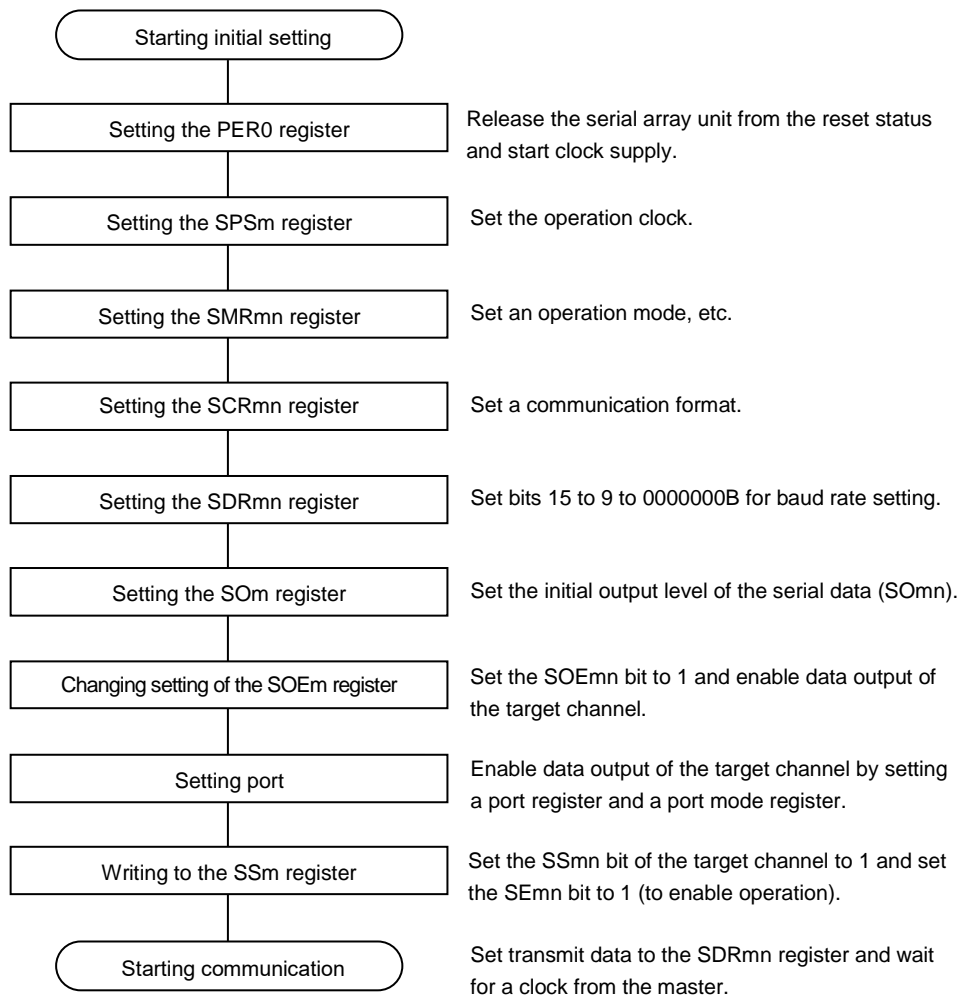 Starting initial setting
Setting the PER0 register
Release the serial array unit from the reset status
and start clock supply.
Setting the SPSm register
Set the operation clock.
Setting the SMRmn register
Set an operation mode, etc.
Setting the SCRmn register
Set a communication format.
Setting the SDRmn register
Set bits 15 to 9 to 0000000B for baud rate setting.
Setting the SOm register
Set the initial output level of the serial data (SOmn).
Changing setting of the SOEm register
Set the SOEmn bit to 1 and enable data output of
the target channel.
Setting port
Enable data output of the target channel by setting
a port register and a port mode register.
Writing to the SSm register
Set the SSmn bit of the target channel to 1 and set
the SEmn bit to 1 (to enable operation).
Starting communication
Set transmit data to the SDRmn register and wait
for a clock from the master.